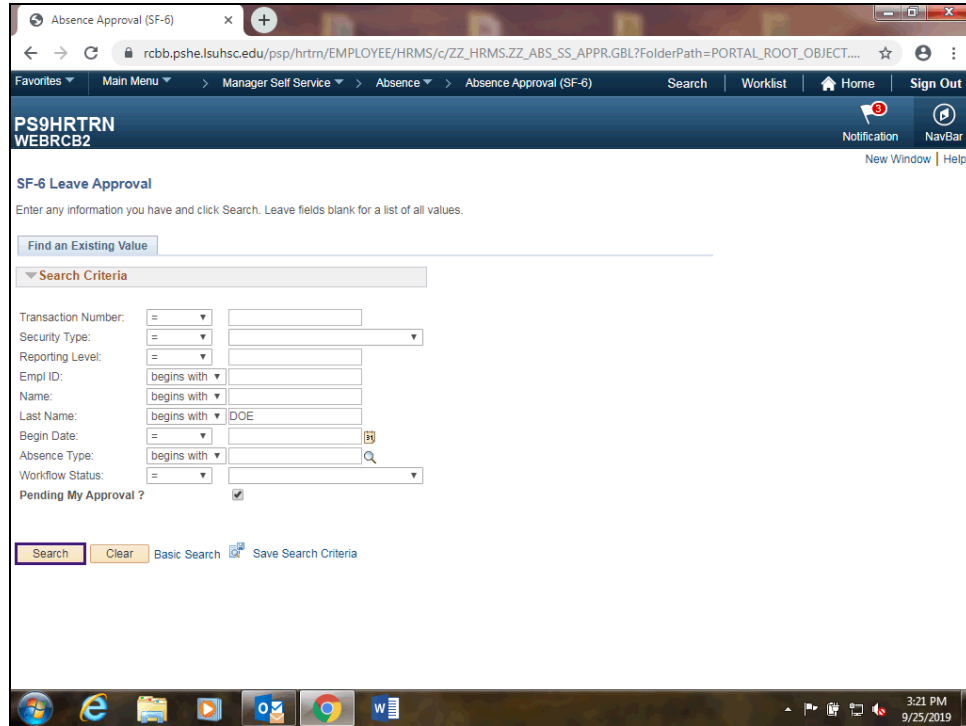 Absence Approval (SF-6)
rcbb.pshe.lsuhsc.edu/psp/hrtrn/EMPLOYEE/HRMS/c/ZZ_HRMS.ZZ_ABS_SS_APPR.GBL?FolderPath=PORTAL_ROOT_OBJECT....
Favorites Main Menu > Manager Self Service > Absence > Absence Approval (SF-6) Search Worklist Home Sign Out
PS9HRTRN
WEBRCB2
3
Notification NavBar
New Window | Help
SF-6 Leave Approval
Enter any information you have and click Search. Leave fields blank for a list of all values.
Find an Existing Value
Search Criteria
Transaction Number: =
Security Type: =
Reporting Level: =
Empl ID: begins with
Name: begins with
Last Name: begins with DOE
Begin Date: = 31
Absence Type: begins with
Workflow Status: =
Pending My Approval ?
Search Clear Basic Search Save Search Criteria
3:21 PM
9/25/2019